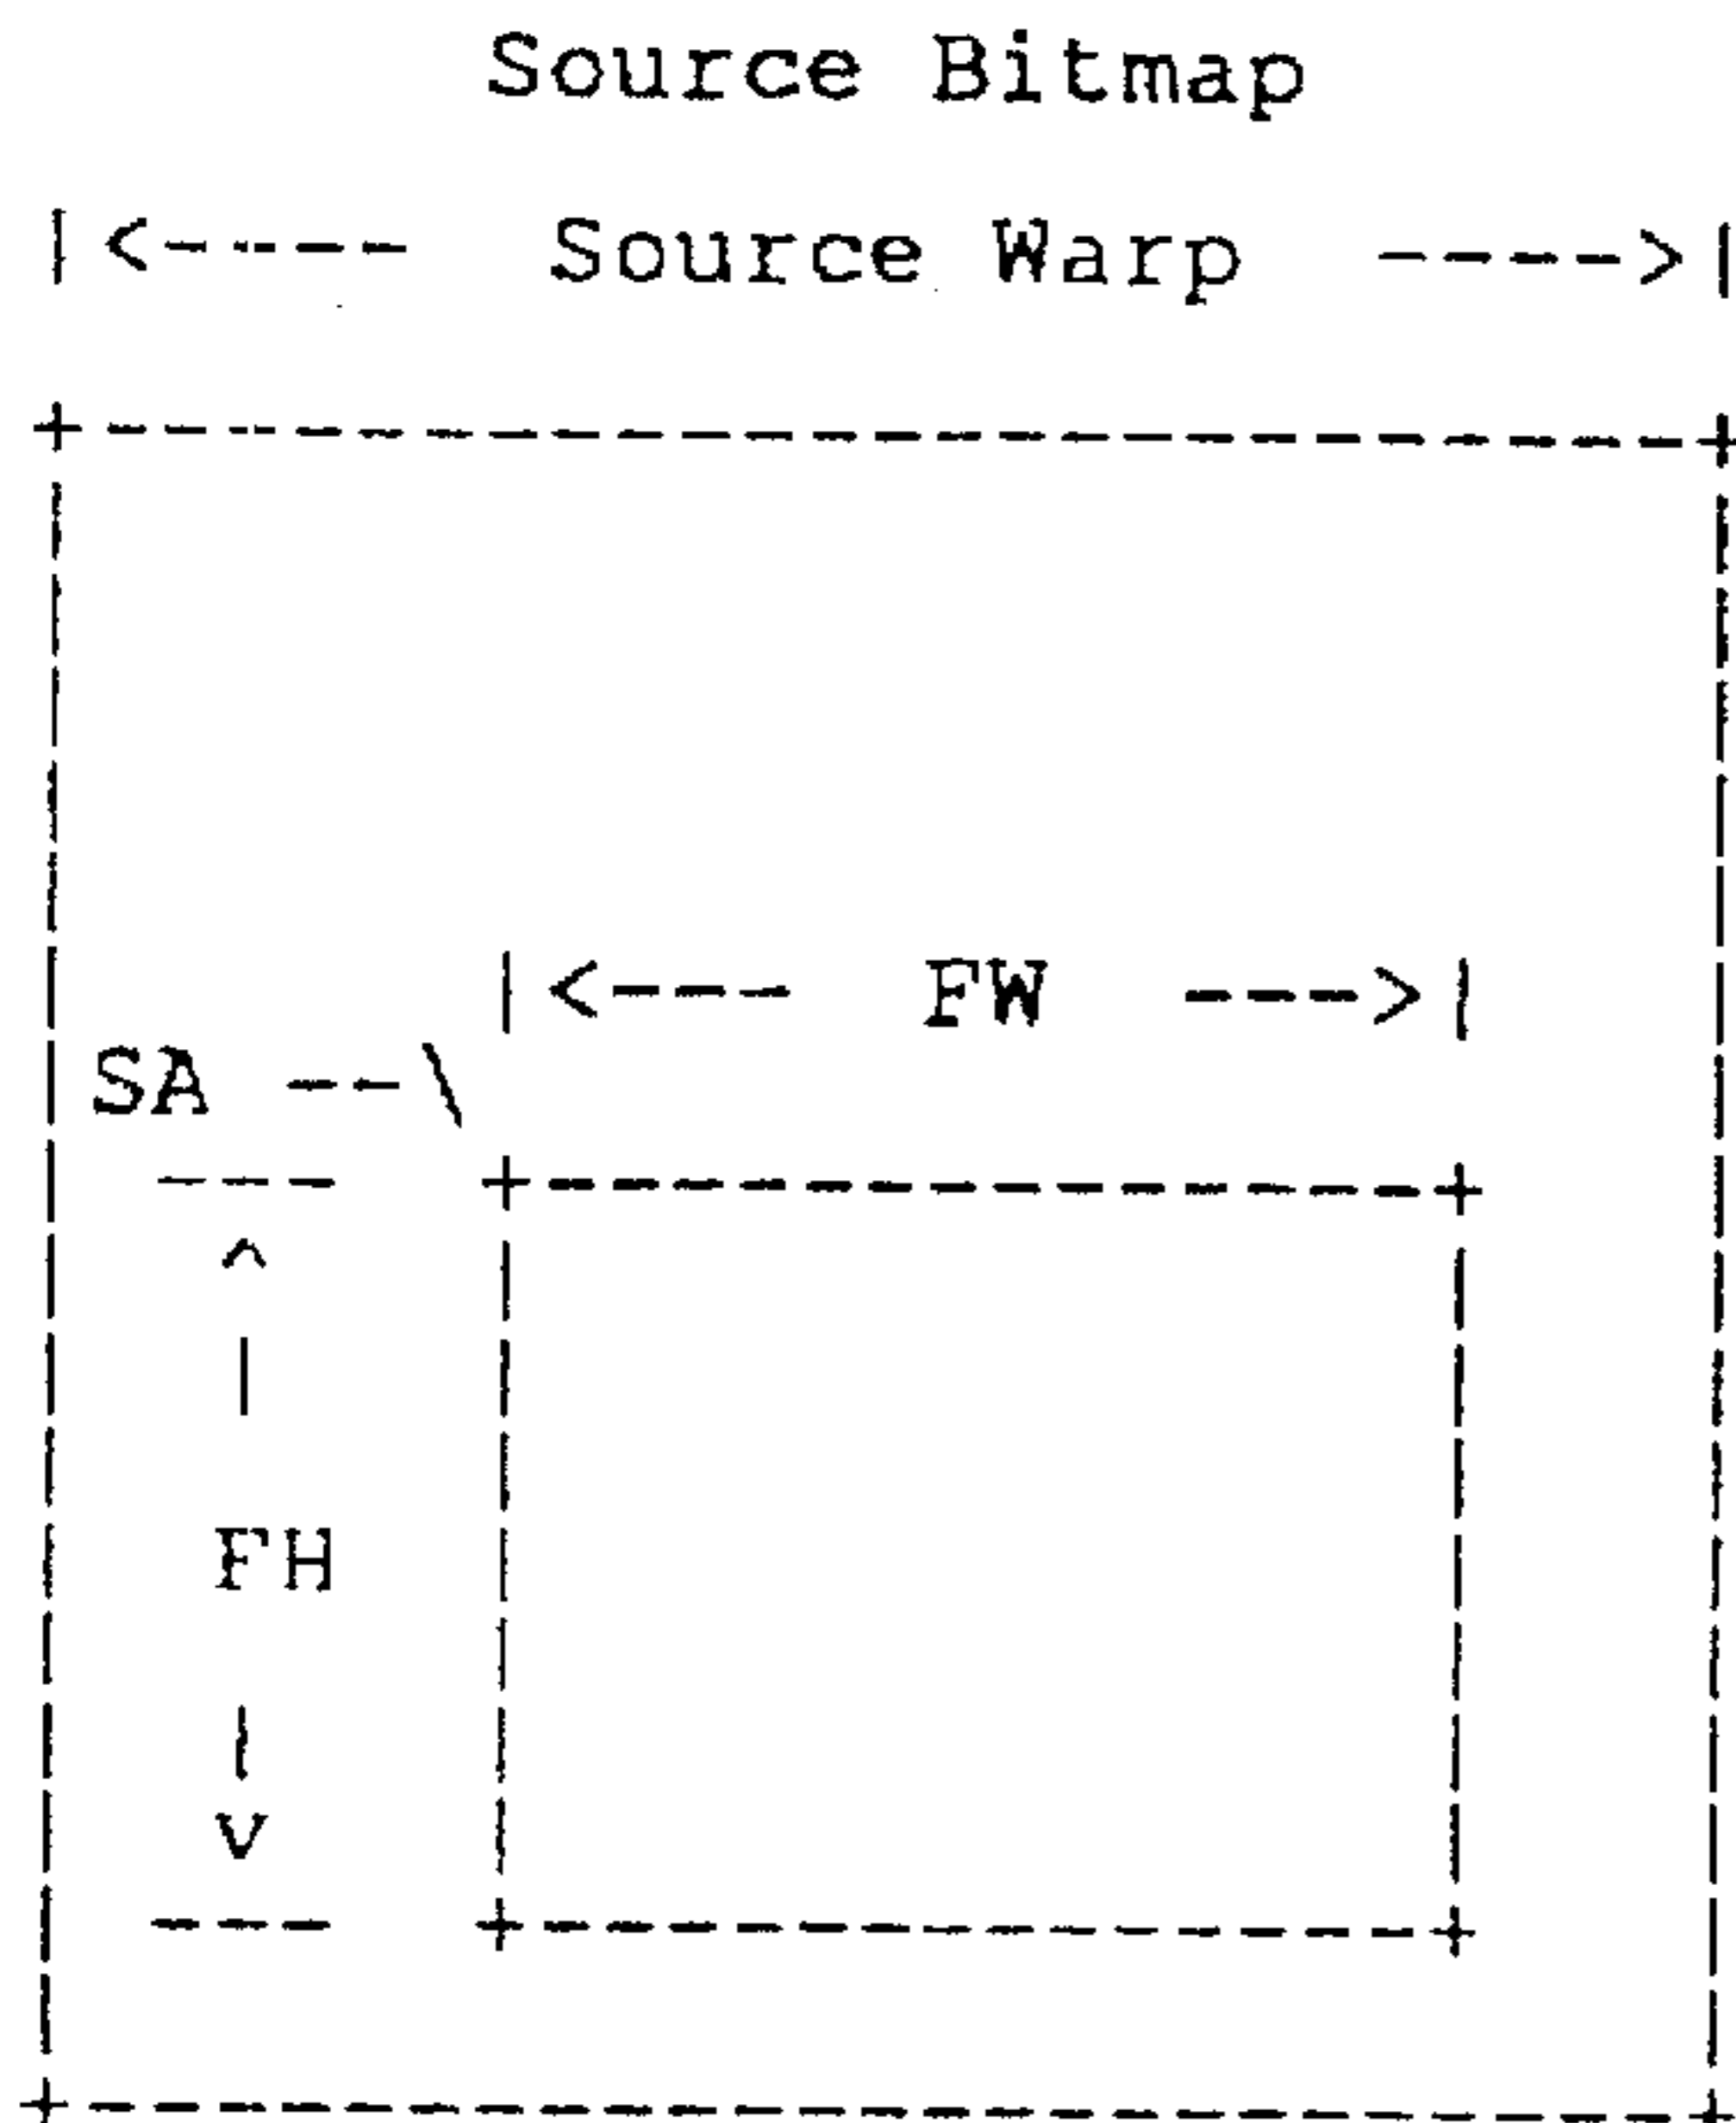 Source Bitmap
|<---- Source Warp ---->|
|<--- FW --->|
SA --\
FH